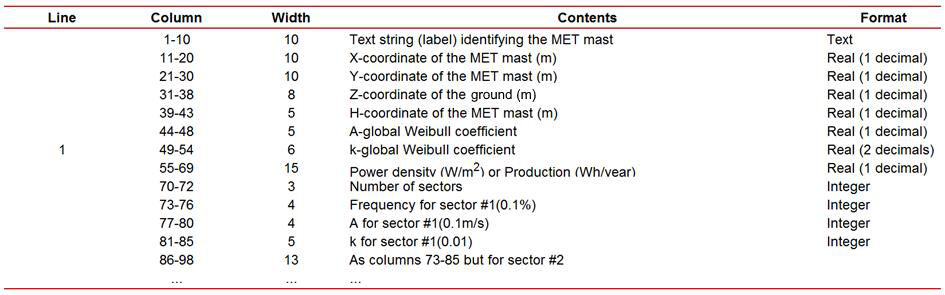 Line Column Width Contents Format
1-10 10 Text string (label) identifying the MET mast Text
11-20 10 X-coordinate of the MET mast (m) Real (1 decimal)
21-30 10 Y-coordinate of the MET mast (m) Real (1 decimal)
31-38 8 Z-coordinate of the ground (m) Real (1 decimal)
39-43 5 H-coordinate of the MET mast (m) Real (1 decimal)
44-48 5 A-global Weibull coefficient Real (1 decimal)
1 49-54 6 k-global Weibull coefficient Real (2 decimals)
55-69 15 Power density (W/m²) or Production (Wh/year) Real (1 decimal)
70-72 3 Number of sectors Integer
73-76 4 Frequency for sector #1(0.1%) Integer
77-80 4 A for sector #1(0.1m/s) Integer
81-85 5 k for sector #1(0.01) Integer
86-98 13 As columns 73-85 but for sector #2
... ... ...